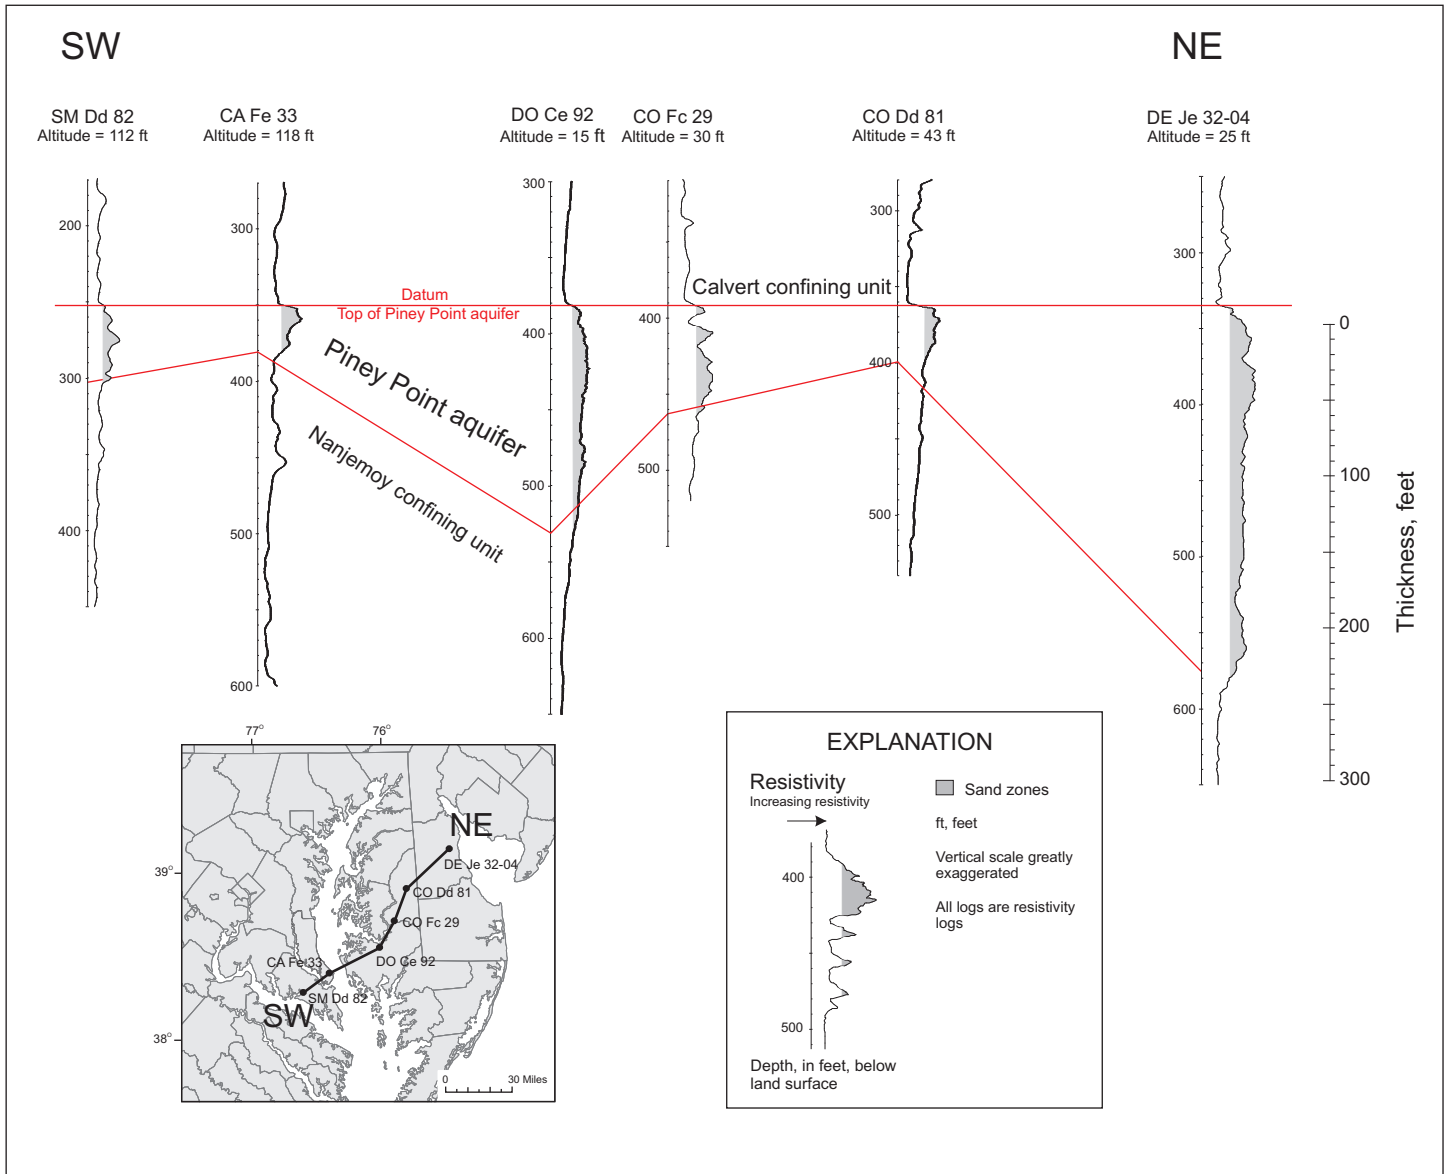 SW
NE
SM Dd 82
Altitude = 112 ft
CA Fe 33
Altitude = 118 ft
DO Ce 92
Altitude = 15 ft
CO Fc 29
Altitude = 30 ft
CO Dd 81
Altitude = 43 ft
DE Je 32-04
Altitude = 25 ft
200
300
400
300
400
500
600
300
400
500
600
400
500
300
400
500
300
400
500
600
Datum
Top of Piney Point aquifer
Calvert confining unit
Piney Point aquifer
Nanjemoy confining unit
0
100
200
300
Thickness, feet
77°
76°
39°
38°
NE
DE Je 32-04
CO Dd 81
CO Fc 29
DO Ce 92
CA Fe 33
SM Dd 82
SW
0
30 Miles
EXPLANATION
Resistivity
Increasing resistivity
400
500
Depth, in feet, below
land surface
Sand zones
ft, feet
Vertical scale greatly
exaggerated
All logs are resistivity
logs